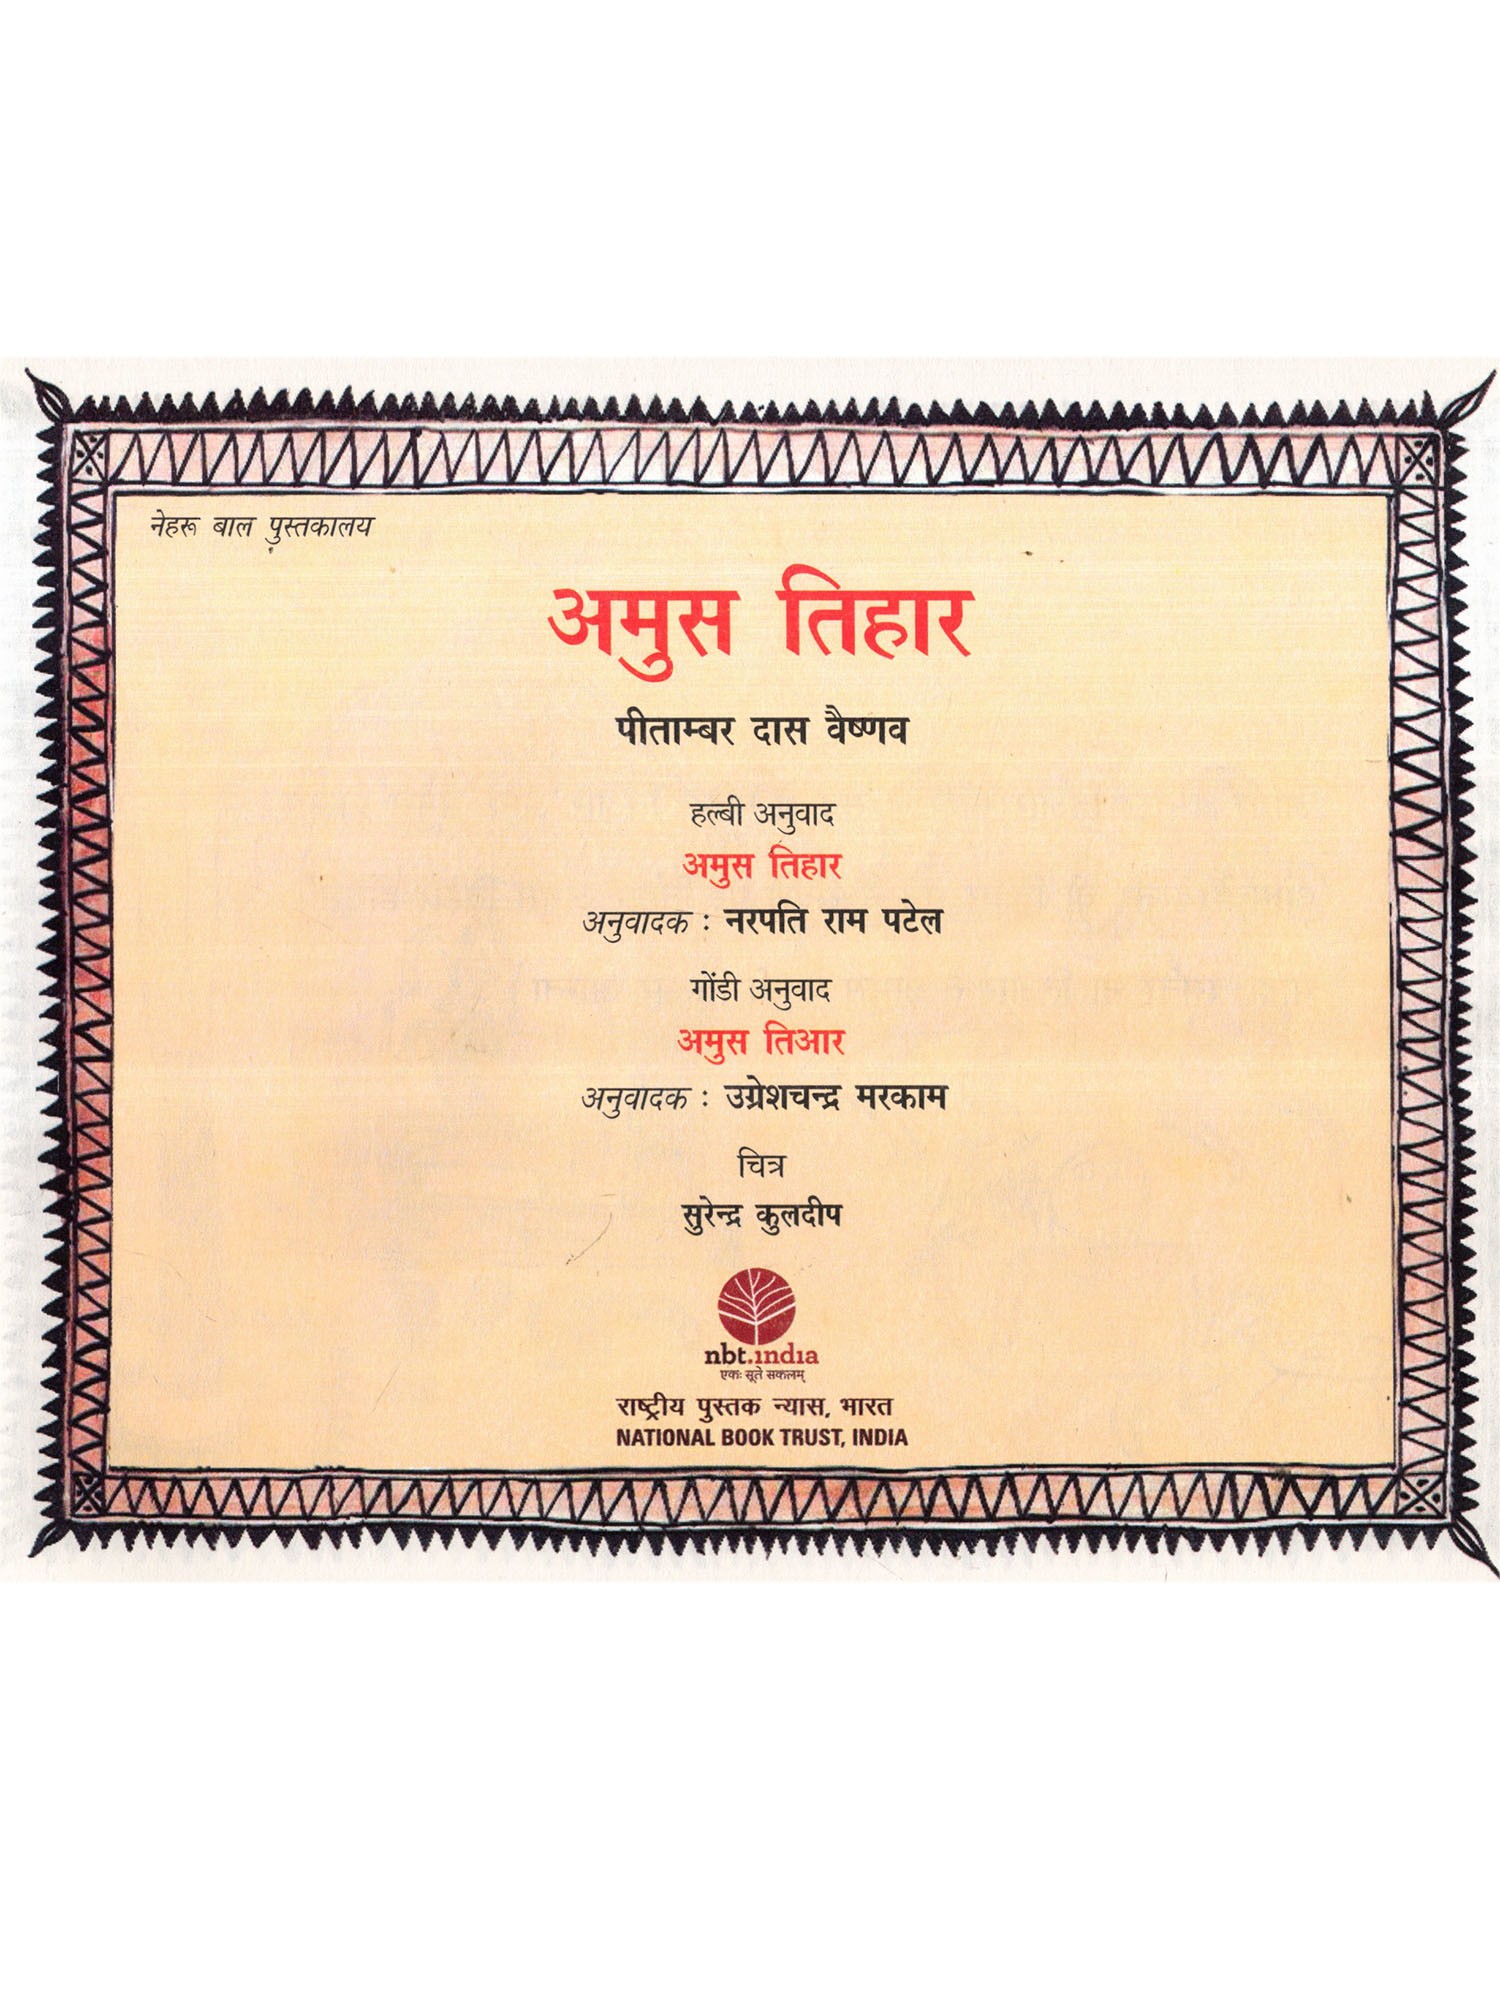 नेहरू बाल पुस्तकालय
अमुस तिहार
पीताम्बर दास वैष्णव
हल्बी अनुवाद
अमुस तिहार
अनुवादक : नरपति राम पटेल
गोंडी अनुवाद
अमुस तिआर
अनुवादक : उग्रेशचन्द्र मरकाम
चित्र
सुरेन्द्र कुलदीप
nbt.india
एकः सूते सकलम्
राष्ट्रीय पुस्तक न्यास, भारत
NATIONAL BOOK TRUST, INDIA